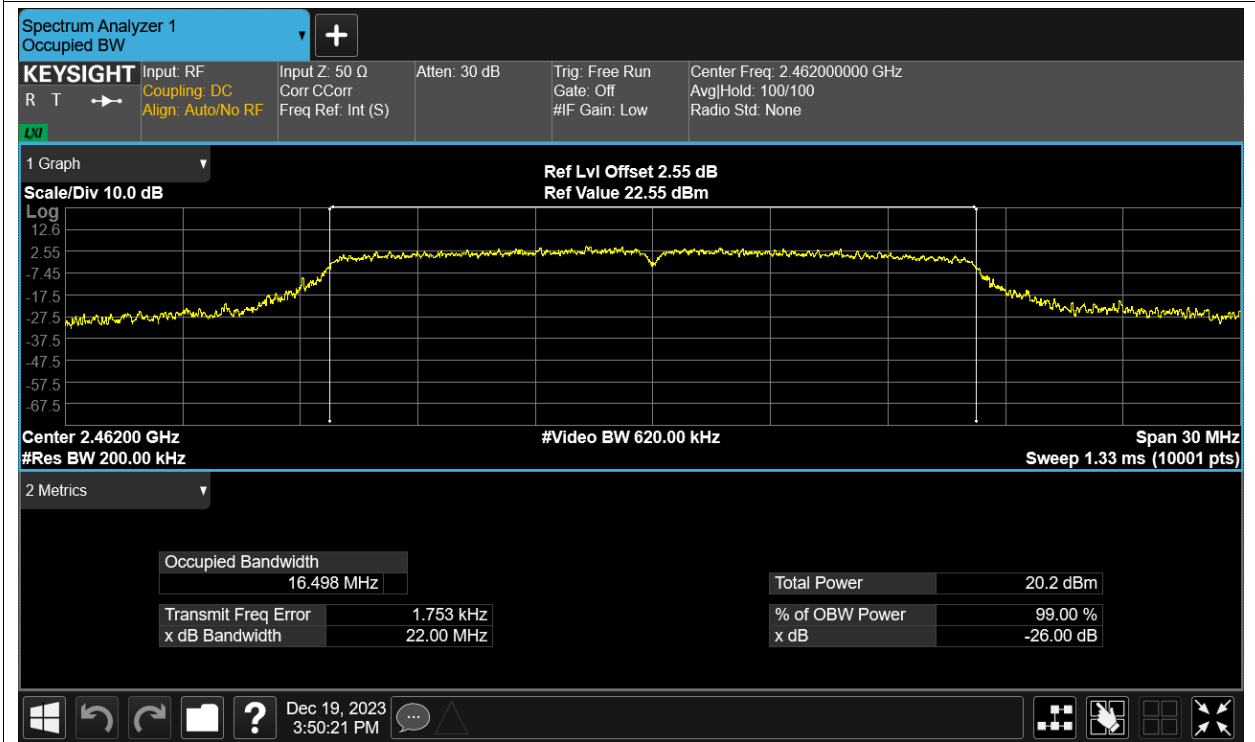 Spectrum Analyzer 1
Occupied BW
KEYSIGHT
R T
LXI
Input: RF
Coupling: DC
Align: Auto/No RF
Input Z: 50 Ω
Corr CCorr
Freq Ref: Int (S)
Atten: 30 dB
Trig: Free Run
Gate: Off
#IF Gain: Low
Center Freq: 2.462000000 GHz
Avg|Hold: 100/100
Radio Std: None
1 Graph
Scale/Div 10.0 dB
Ref Lvl Offset 2.55 dB
Ref Value 22.55 dBm
Log
12.6
2.55
-7.45
-17.5
-27.5
-37.5
-47.5
-57.5
-67.5
Center 2.46200 GHz
#Res BW 200.00 kHz
#Video BW 620.00 kHz
Span 30 MHz
Sweep 1.33 ms (10001 pts)
2 Metrics
Occupied Bandwidth
16.498 MHz
Transmit Freq Error 1.753 kHz
x dB Bandwidth 22.00 MHz
Total Power 20.2 dBm
% of OBW Power 99.00 %
x dB -26.00 dB
?
Dec 19, 2023
3:50:21 PM